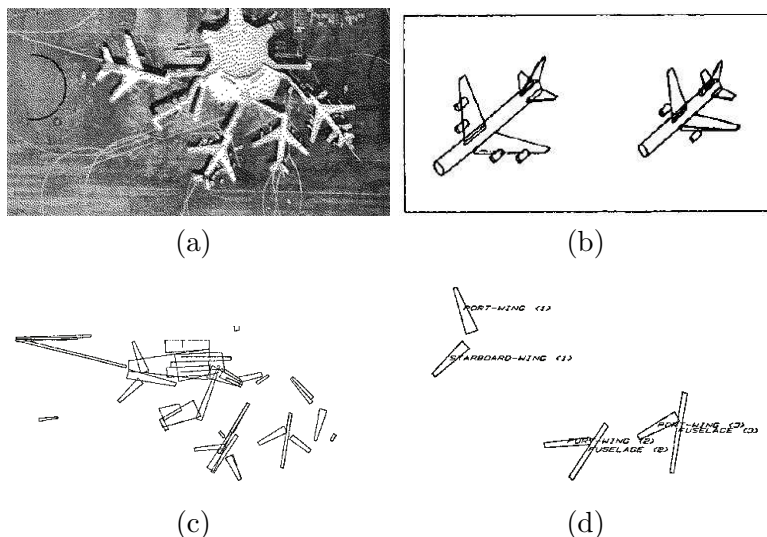 (a)
(b)
PORT-WING (1)
STARBOARD-WING (1)
PORT-WING (3)
FUSELAGE (3)
PORT-WING (2)
FUSELAGE (2)
(c)
(d)